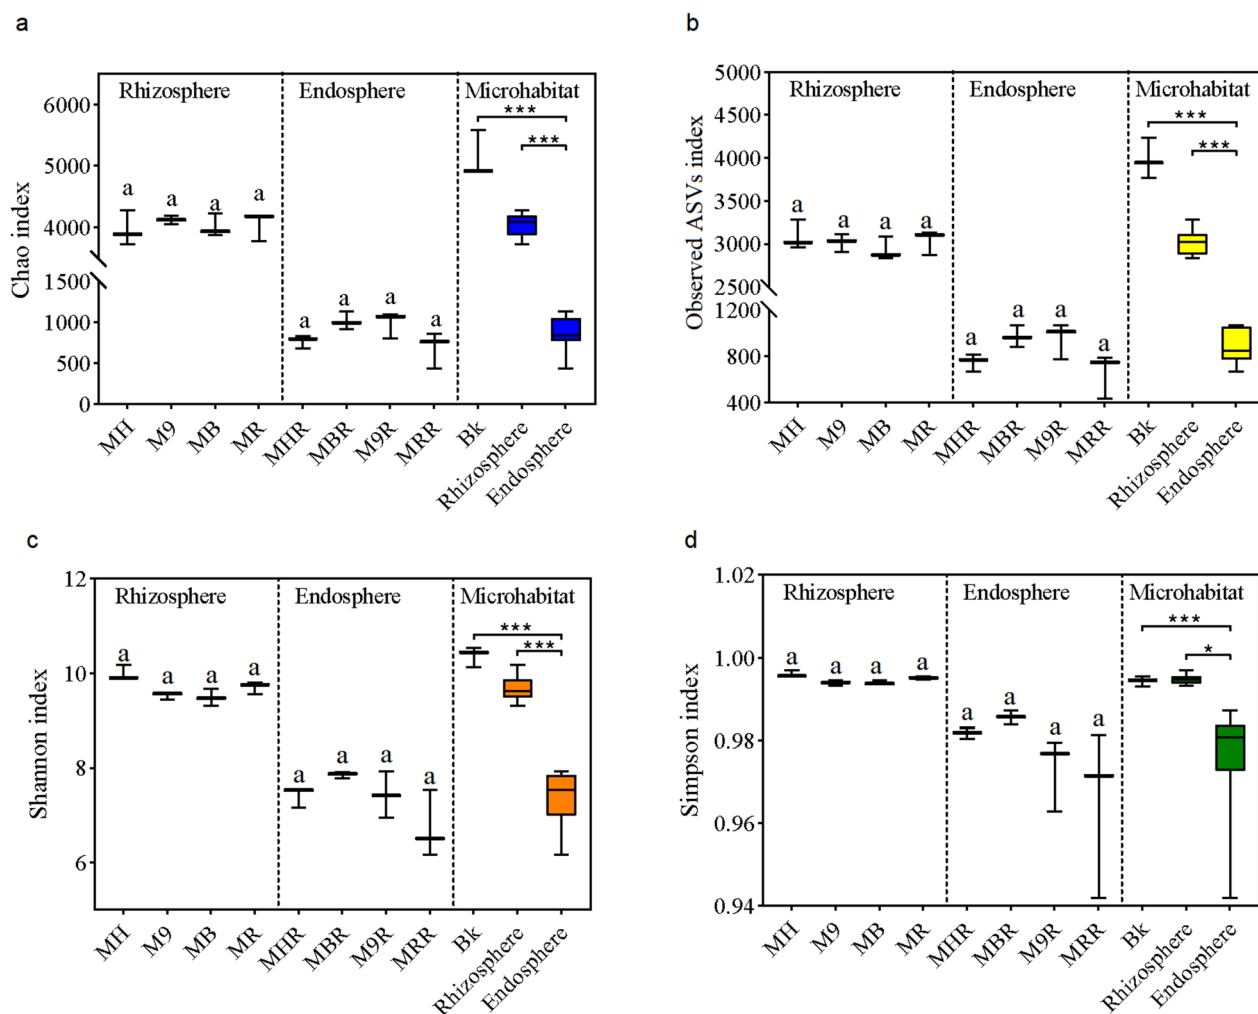 a
Chao index
6000
5000
4000
1500
1000
500
0
Rhizosphere
Endosphere
Microhabitat
***
***
a
a
a
a
a
a
a
a
MH
M9
MB
MR
MHR
MBR
M9R
MRR
Bk
Rhizosphere
Endosphere
b
Observed ASVs index
5000
4500
4000
3500
3000
2500
1200
800
400
Rhizosphere
Endosphere
Microhabitat
***
***
a
a
a
a
a
a
a
a
MH
M9
MB
MR
MHR
MBR
M9R
MRR
Bk
Rhizosphere
Endosphere
c
Shannon index
12
10
8
6
Rhizosphere
Endosphere
Microhabitat
***
***
a
a
a
a
a
a
a
a
MH
M9
MB
MR
MHR
MBR
M9R
MRR
Bk
Rhizosphere
Endosphere
d
Simpson index
1.02
1.00
0.98
0.96
0.94
Rhizosphere
Endosphere
Microhabitat
***
*
a
a
a
a
a
a
a
a
MH
M9
MB
MR
MHR
MBR
M9R
MRR
Bk
Rhizosphere
Endosphere